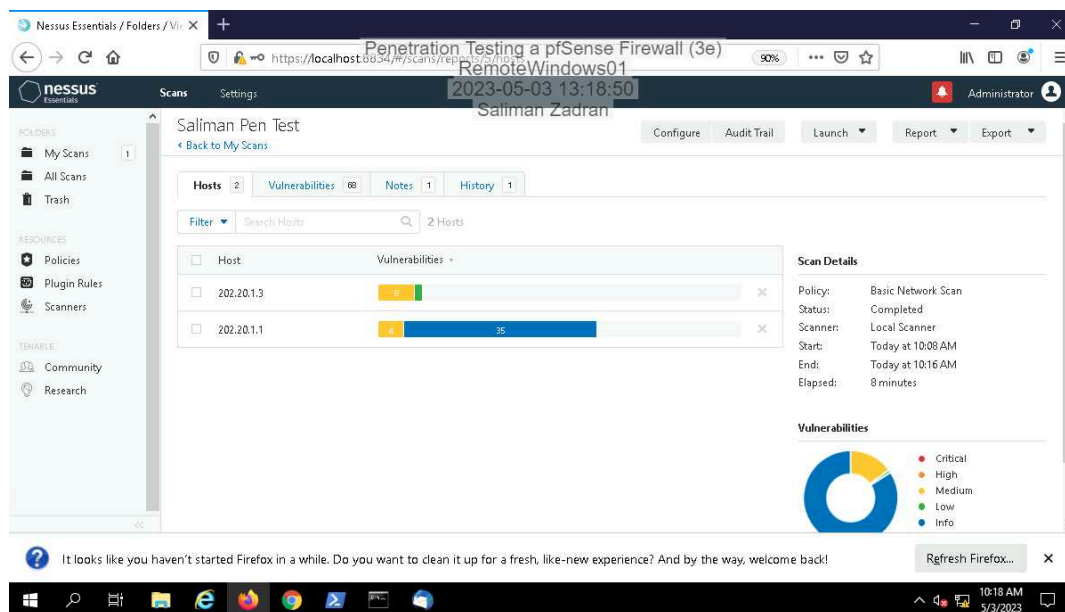 Nessus Essentials / Folders / Vi
Penetration Testing a pfSense Firewall (3e)
RemoteWindows01
2023-05-03 13:18:50
Saliman Zadran
https://localhost:8834/#/scans/reports/5/hosts
90%
nessus
Essentials
Scans
Settings
Administrator
FOLDERS
My Scans 1
All Scans
Trash
RESOURCES
Policies
Plugin Rules
Scanners
TENABLE
Community
Research
Saliman Pen Test
Back to My Scans
Configure
Audit Trail
Launch
Report
Export
Hosts 2
Vulnerabilities 68
Notes 1
History 1
Filter
Search Hosts
2 Hosts
Host
Vulnerabilities
202.20.1.3
202.20.1.1
4
35
Scan Details
Policy: Basic Network Scan
Status: Completed
Scanner: Local Scanner
Start: Today at 10:08 AM
End: Today at 10:16 AM
Elapsed: 8 minutes
Vulnerabilities
Critical
High
Medium
Low
Info
It looks like you haven't started Firefox in a while. Do you want to clean it up for a fresh, like-new experience? And by the way, welcome back!
Refresh Firefox...
10:18 AM
5/3/2023